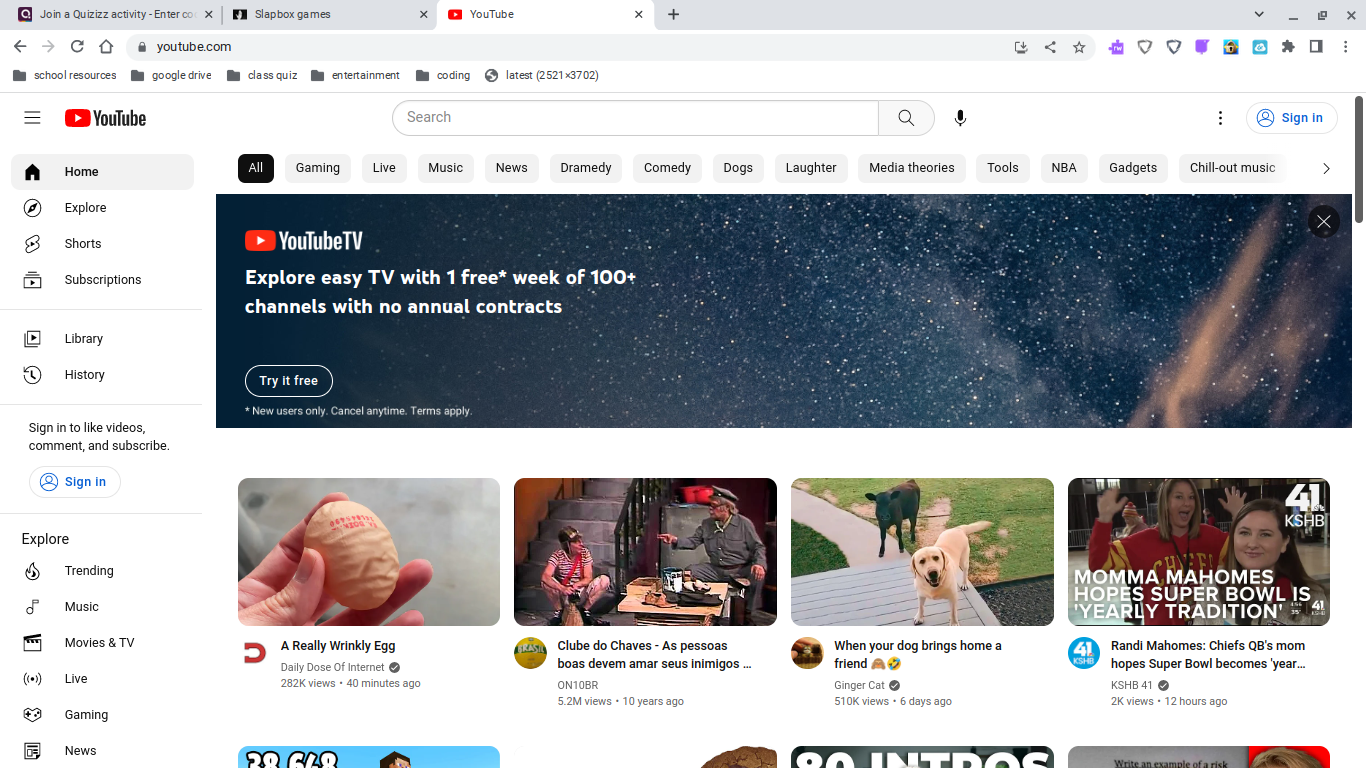 Join a Quizizz activity - Enter co
Slapbox games
YouTube
youtube.com
school resources
google drive
class quiz
entertainment
coding
latest (2521×3702)
YouTube
Search
Sign in
All
Gaming
Live
Music
News
Dramedy
Comedy
Dogs
Laughter
Media theories
Tools
NBA
Gadgets
Chill-out music
Home
Explore
Shorts
Subscriptions
Library
History
Sign in to like videos,
comment, and subscribe.
Sign in
Explore
Trending
Music
Movies & TV
Live
Gaming
News
YouTubeTV
Explore easy TV with 1 free* week of 100+
channels with no annual contracts
Try it free
* New users only. Cancel anytime. Terms apply.
A Really Wrinkly Egg
Daily Dose Of Internet
282K views • 40 minutes ago
BRASIL
Clube do Chaves - As pessoas
boas devem amar seus inimigos ...
ON10BR
5.2M views • 10 years ago
When your dog brings home a
friend 🙈🤣
Ginger Cat
510K views • 6 days ago
41
KSHB
CHIEFS
MOMMA MAHOMES
HOPES SUPER BOWL IS
'YEARLY TRADITION'
41
KSHB
41
KSHB
Randi Mahomes: Chiefs QB's mom
hopes Super Bowl becomes 'year...
KSHB 41
2K views • 12 hours ago
38,648
80 INTROS
Write an example of a risk